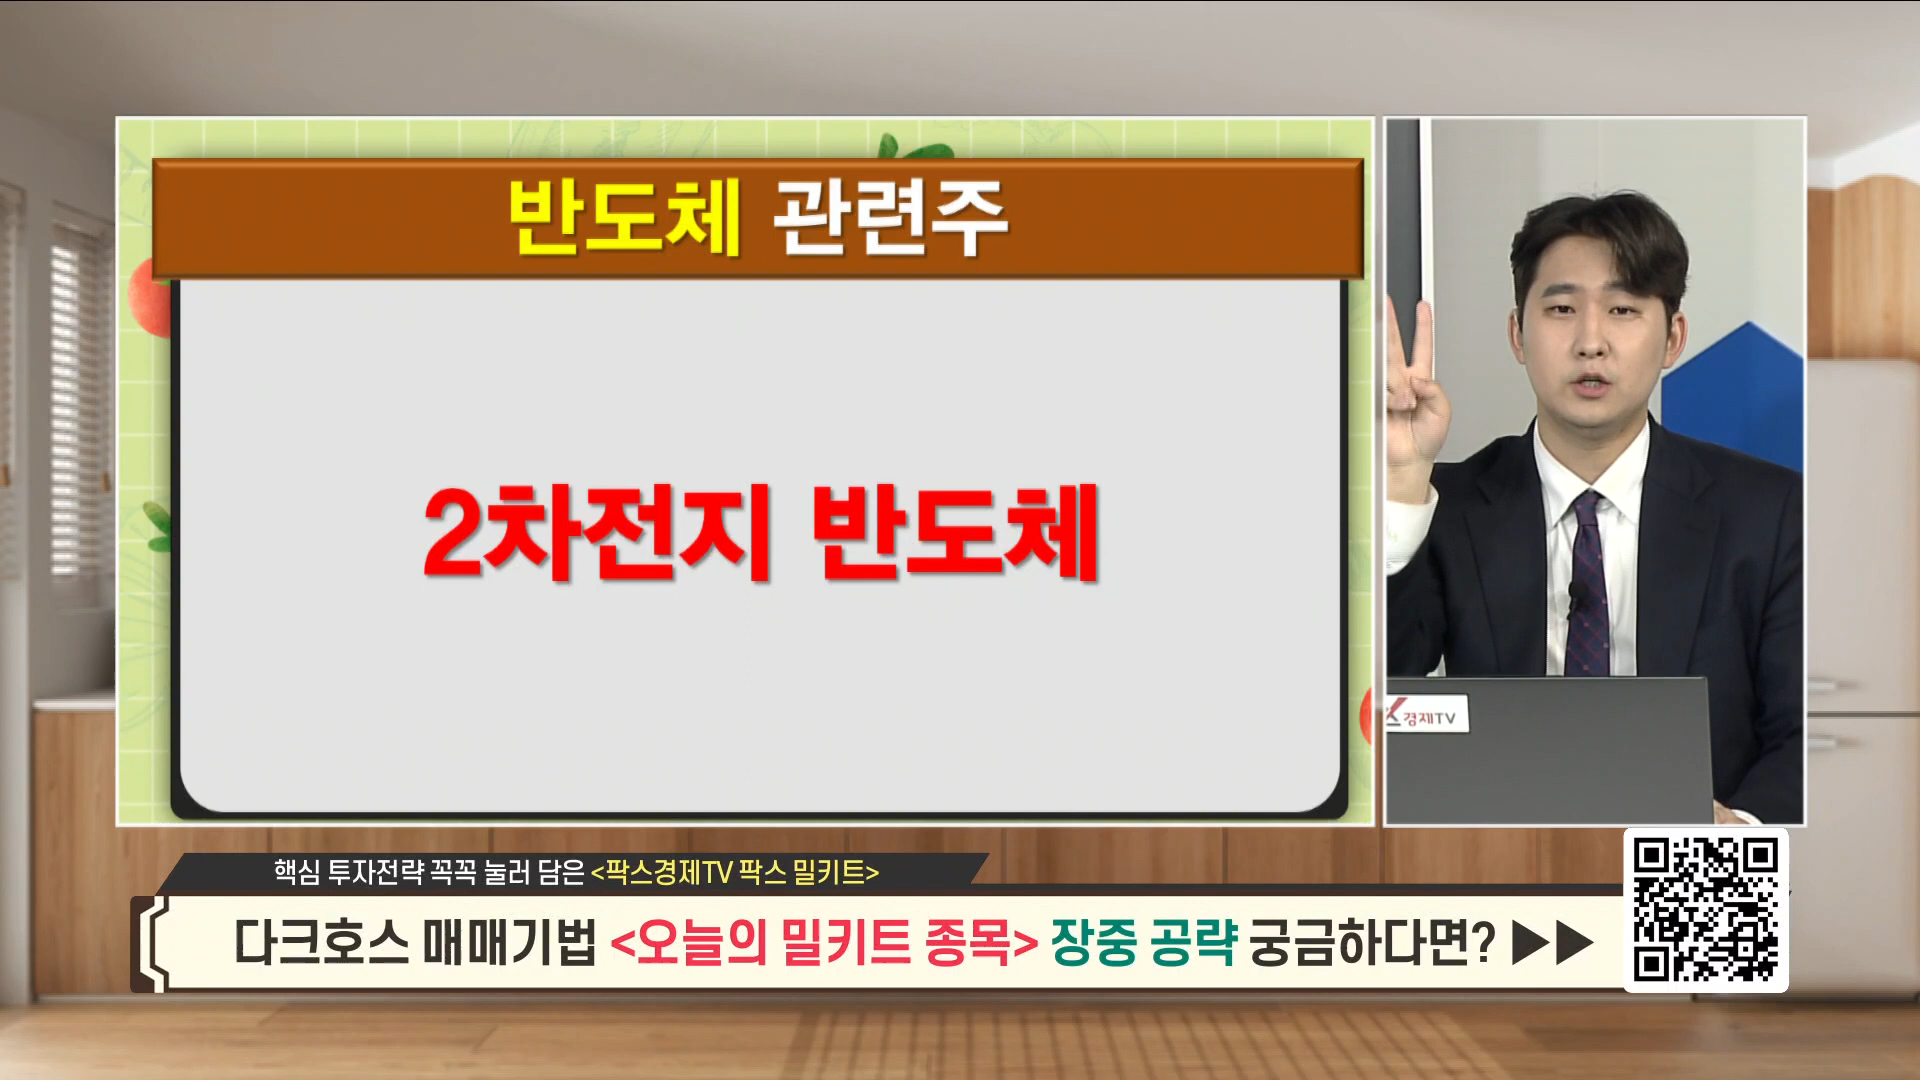 반도체 관련주
2차전지 반도체
경제TV
핵심 투자전략 꼭꼭 눌러 담은 <팍스경제TV 팍스 밀키트>
다크호스 매매기법 <오늘의 밀키트 종목> 장중 공략 궁금하다면? ▶▶